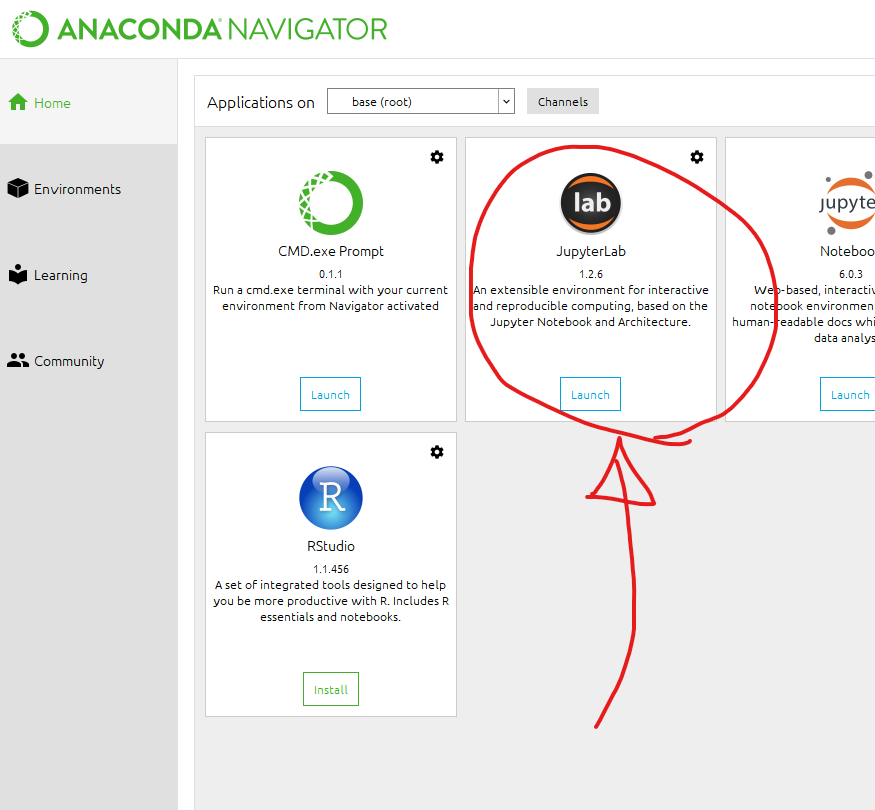 ANACONDA NAVIGATOR
Home
Applications on
base (root)
Channels
Environments
Learning
Community
CMD.exe Prompt
0.1.1
Run a cmd.exe terminal with your current
environment from Navigator activated
Launch
lab
JupyterLab
1.2.6
An extensible environment for interactive
and reproducible computing, based on the
Jupyter Notebook and Architecture.
Launch
jupyte
Noteboo
6.0.3
Web-based, interactiv
notebook environmen
human-readable docs whi
data analys
Launch
R
RStudio
1.1.456
A set of integrated tools designed to help
you be more productive with R. Includes R
essentials and notebooks.
Install